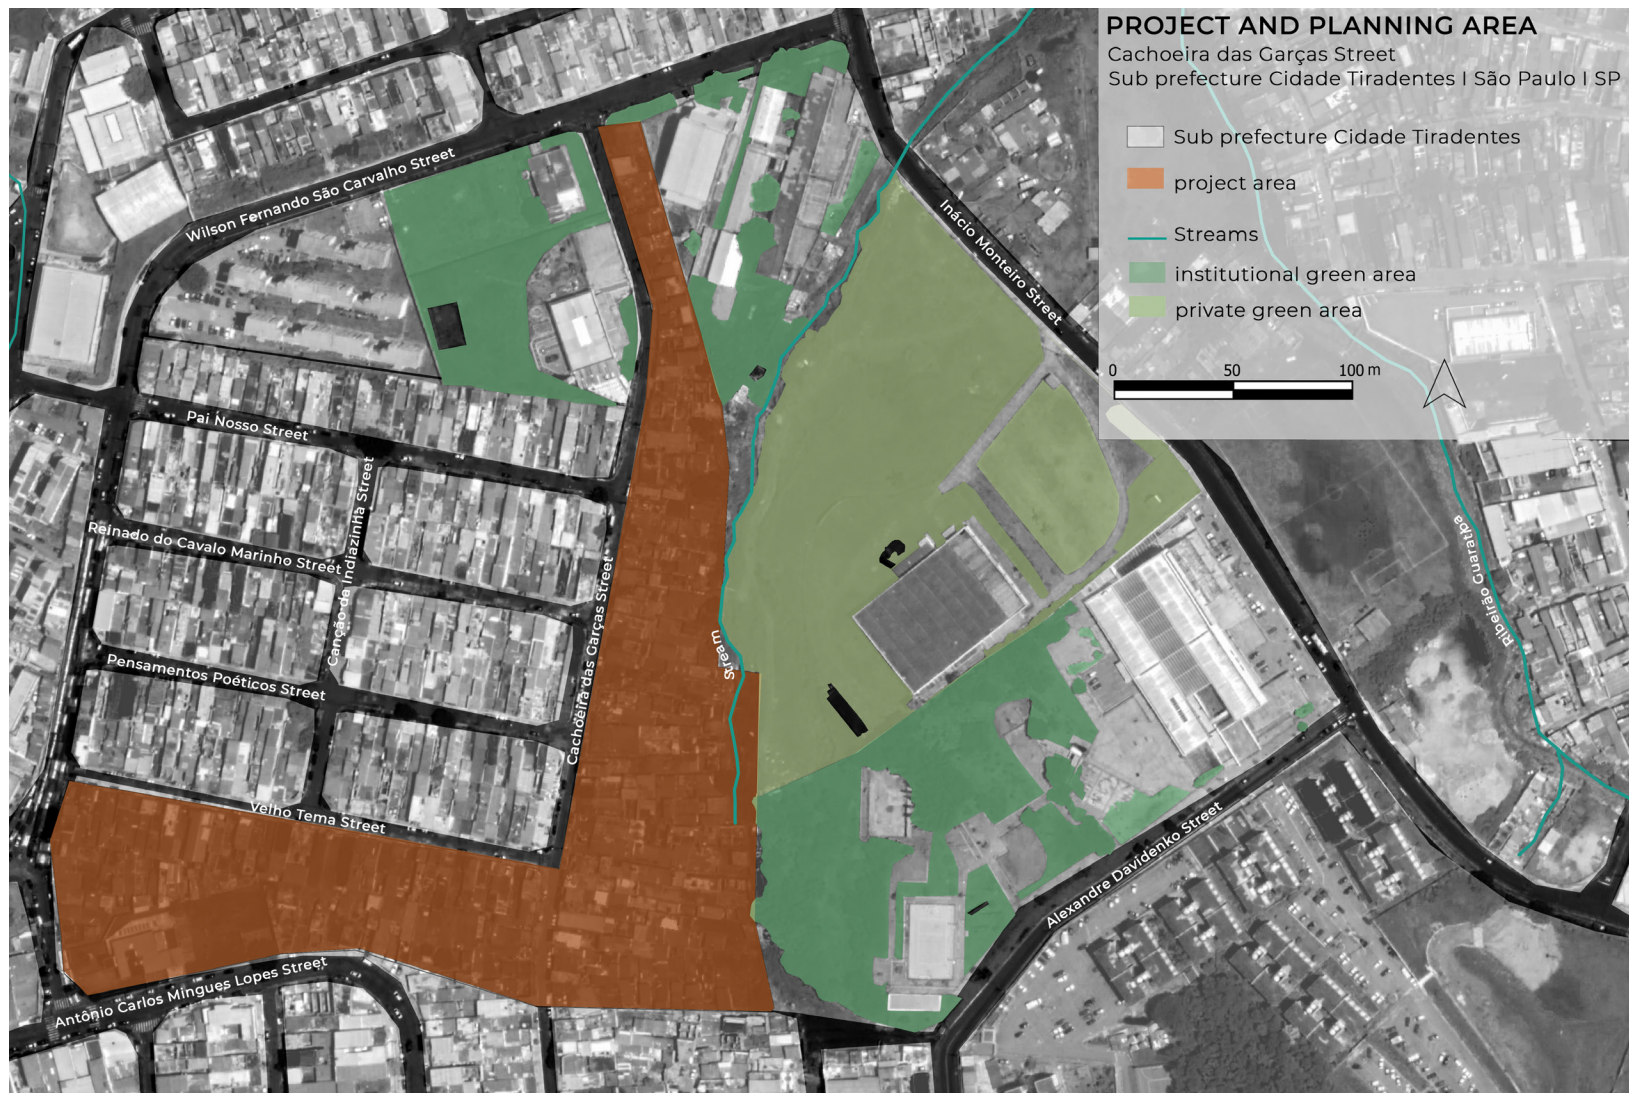 PROJECT AND PLANNING AREA
Cachoeira das Garças Street
Sub prefecture Cidade Tiradentes I São Paulo I SP
Sub prefecture Cidade Tiradentes
project area
Streams
institutional green area
private green area
0 50 100 m
Wilson Fernando São Carvalho Street
Inácio Monteiro Street
Pai Nosso Street
Canção da Indiazinha Street
Reinado do Cavalo Marinho Street
Cachoeira das Garças Street
Ribeirão Guaratiba
Pensamentos Poéticos Street
Stream
Velho Tema Street
Alexandre Davidenko Street
Antônio Carlos Mingues Lopes Street